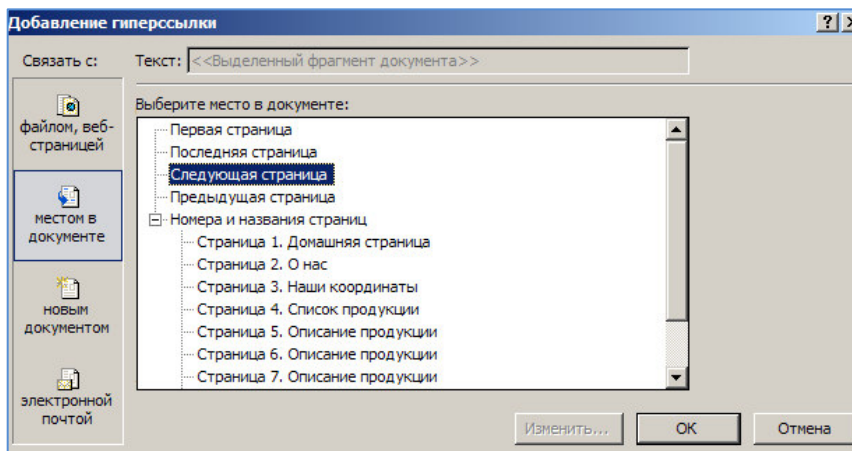 Добавление гиперссылки
Связать с:
Текст: <<Выделенный фрагмент документа>>
файлом, веб-
страницей
местом в
документе
новым
документом
электронной
почтой
Выберите место в документе:
Первая страница
Последняя страница
Следующая страница
Предыдущая страница
Номера и названия страниц
Страница 1. Домашняя страница
Страница 2. О нас
Страница 3. Наши координаты
Страница 4. Список продукции
Страница 5. Описание продукции
Страница 6. Описание продукции
Страница 7. Описание продукции
Изменить... ОК Отмена